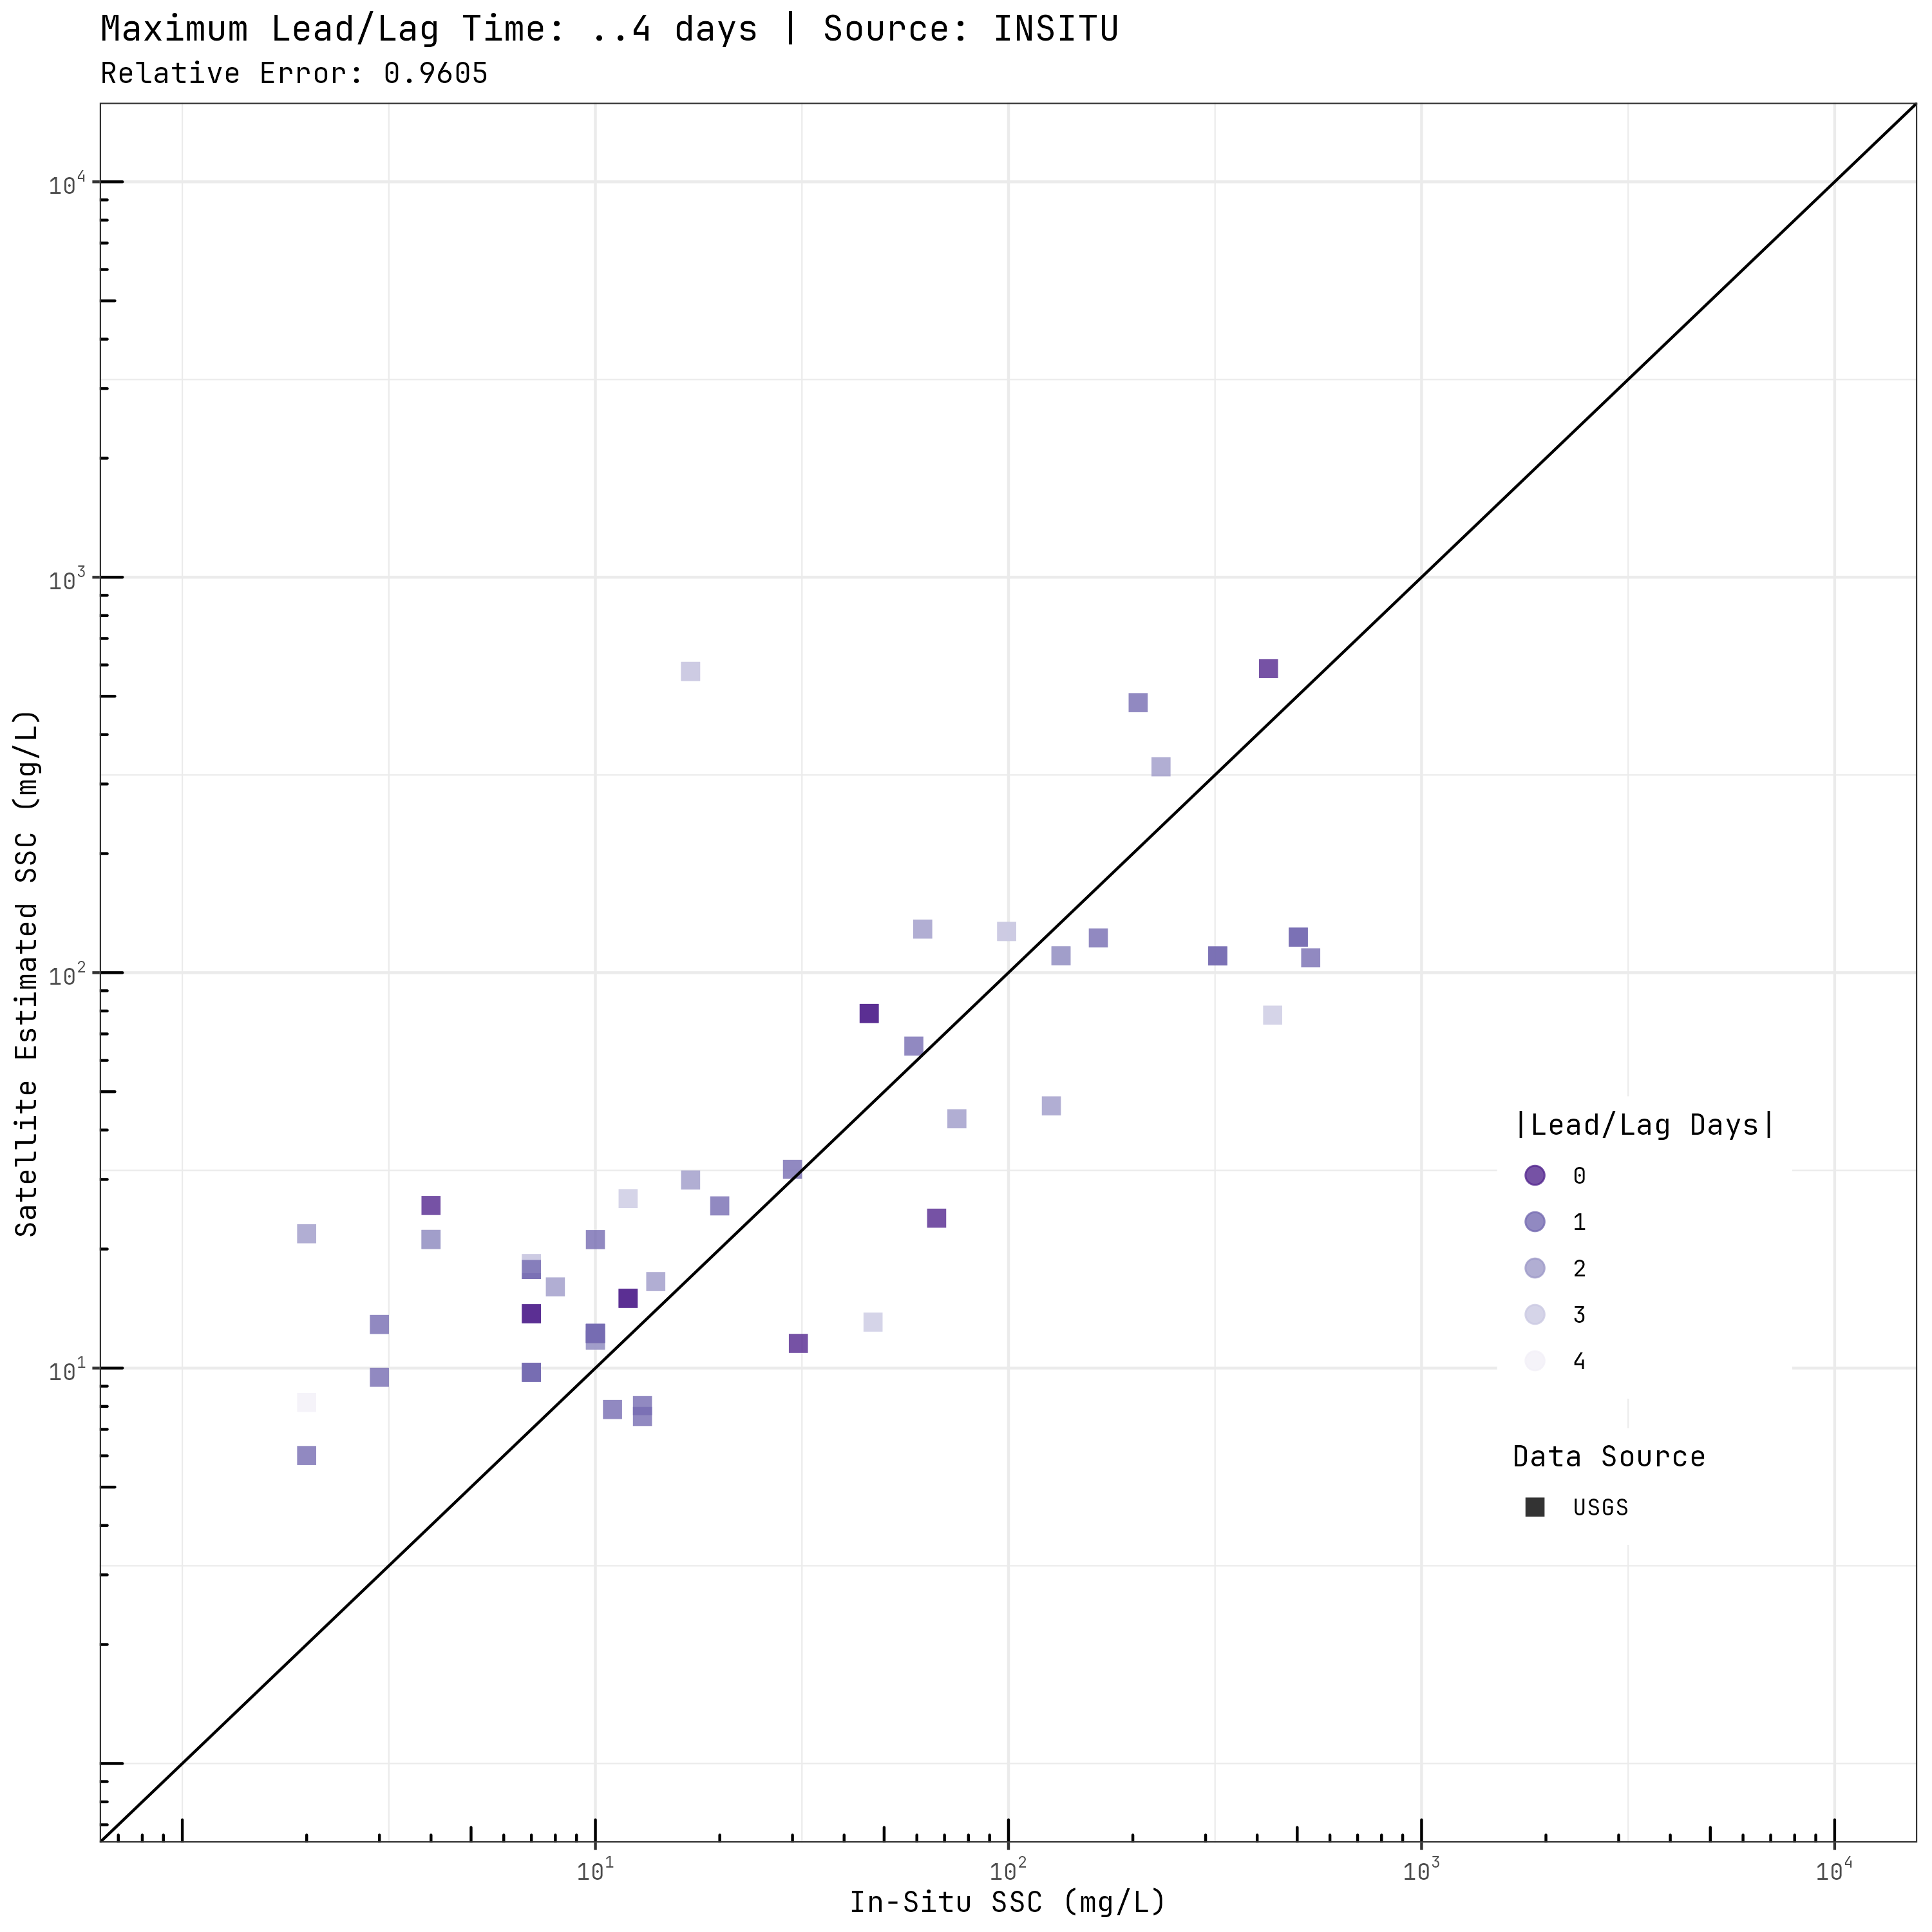 Maximum Lead/Lag Time: ..4 days | Source: INSITU
Relative Error: 0.9605
Satellite Estimated SSC (mg/L)
10⁴
10³
10²
10¹
|Lead/Lag Days|
0
1
2
3
4
Data Source
USGS
10¹ 10² 10³ 10⁴
In-Situ SSC (mg/L)